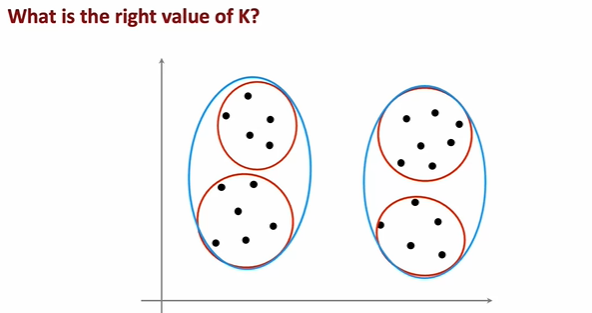 What is the right value of K?